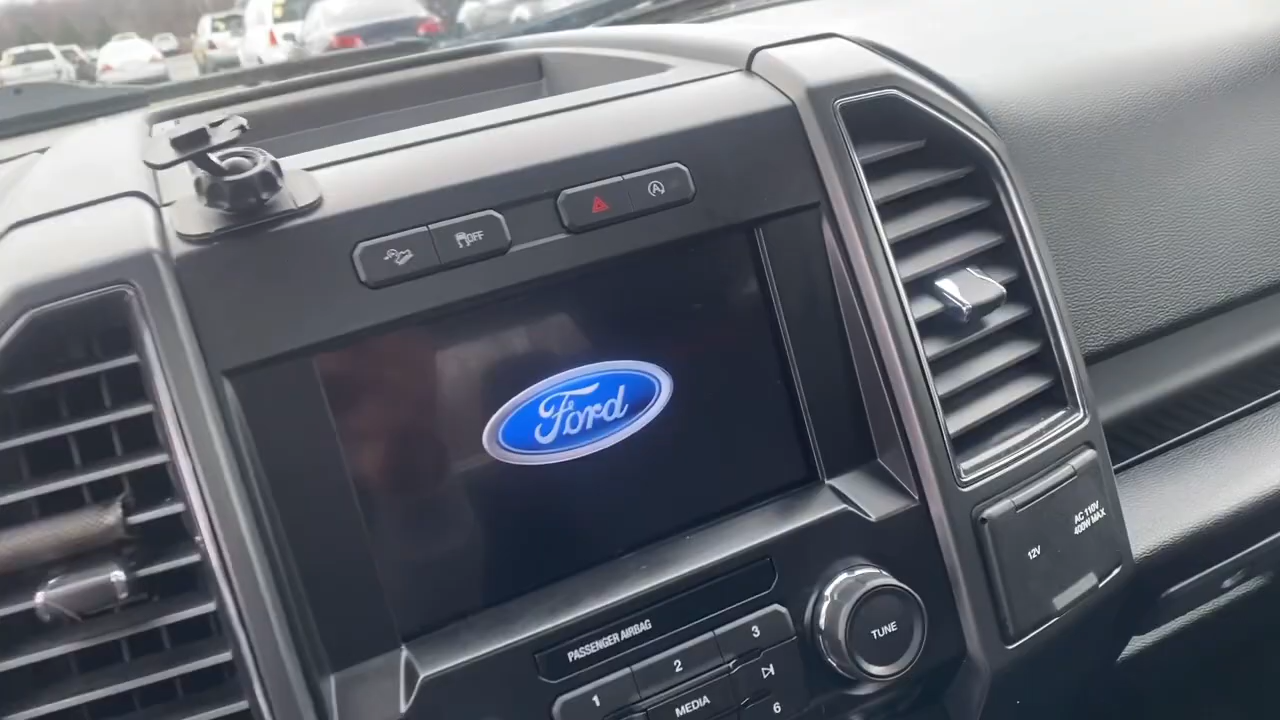 OFF
A
Ford
AC 110V
400W MAX
12V
PASSENGER AIRBAG
TUNE
1
2
3
MEDIA
6